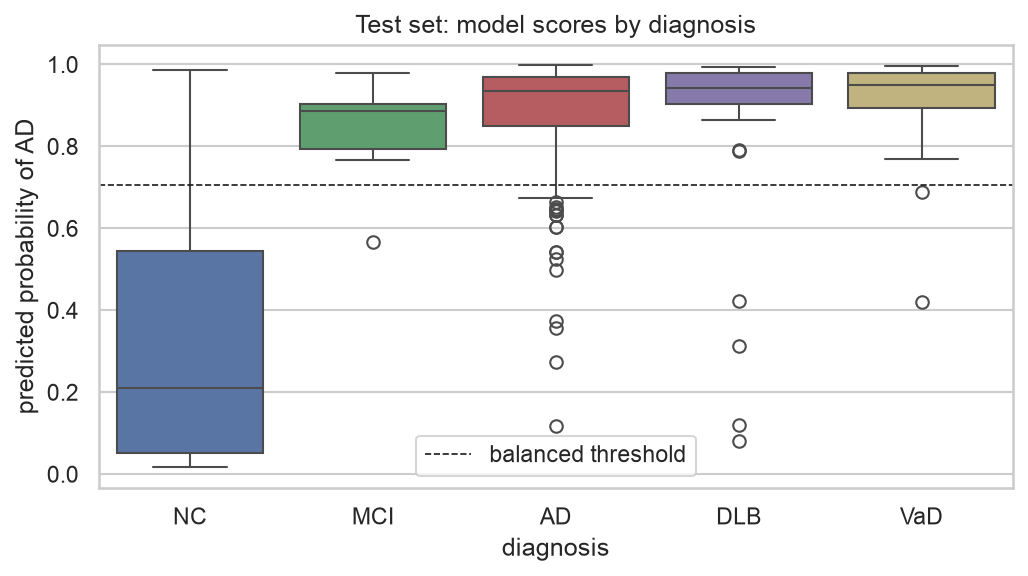 Test set: model scores by diagnosis
predicted probability of AD
1.0
0.8
0.6
0.4
0.2
0.0
balanced threshold
NC MCI AD DLB VaD
diagnosis